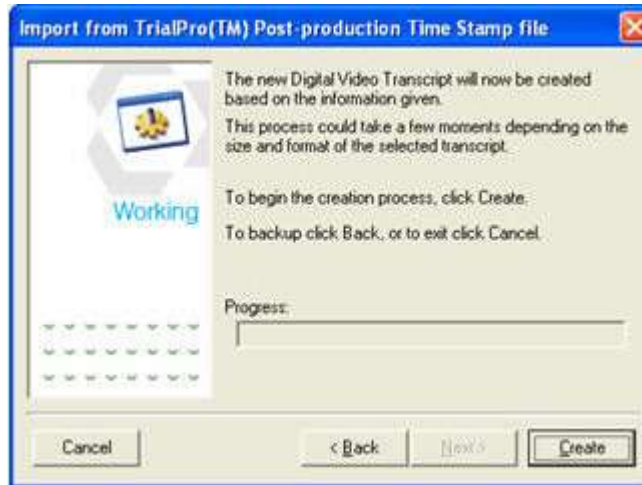 Import from TrialPro(TM) Post-production Time Stamp file
The new Digital Video Transcript will now be created
based on the information given.
This process could take a few moments depending on the
size and format of the selected transcript.
Working
To begin the creation process, click Create.
To backup click Back, or to exit click Cancel.
Progress:
Cancel
< Back
Next >
Create